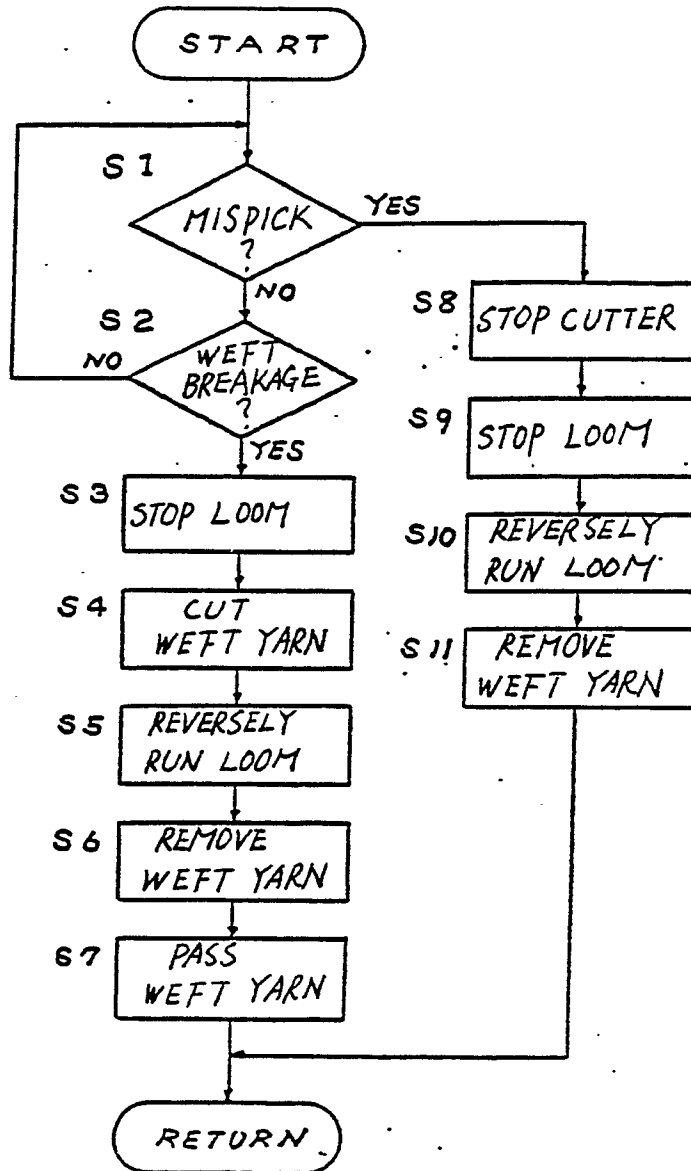 START
S1
MISPICK
?
YES
NO
S2
WEFT
BREAKAGE
?
NO
YES
S3
STOP LOOM
S4
CUT
WEFT YARN
S5
REVERSELY
RUN LOOM
S6
REMOVE
WEFT YARN
S7
PASS
WEFT YARN
S8
STOP CUTTER
S9
STOP LOOM
S10
REVERSELY
RUN LOOM
S11
REMOVE
WEFT YARN
RETURN